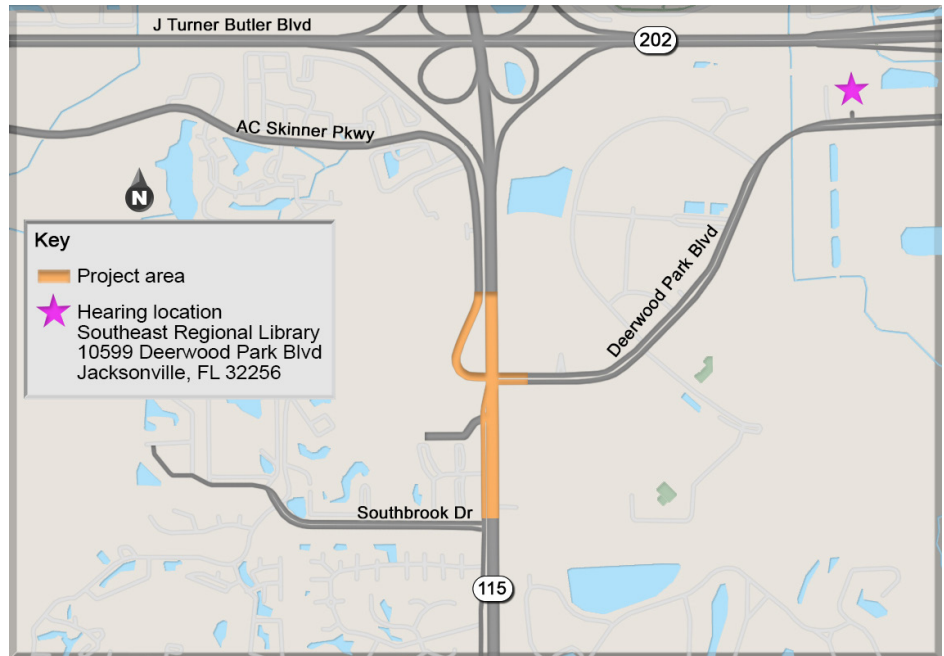 J Turner Butler Blvd
202
AC Skinner Pkwy
N
Key
Project area
Hearing location
Southeast Regional Library
10599 Deerwood Park Blvd
Jacksonville, FL 32256
Deerwood Park Blvd
Southbrook Dr
115